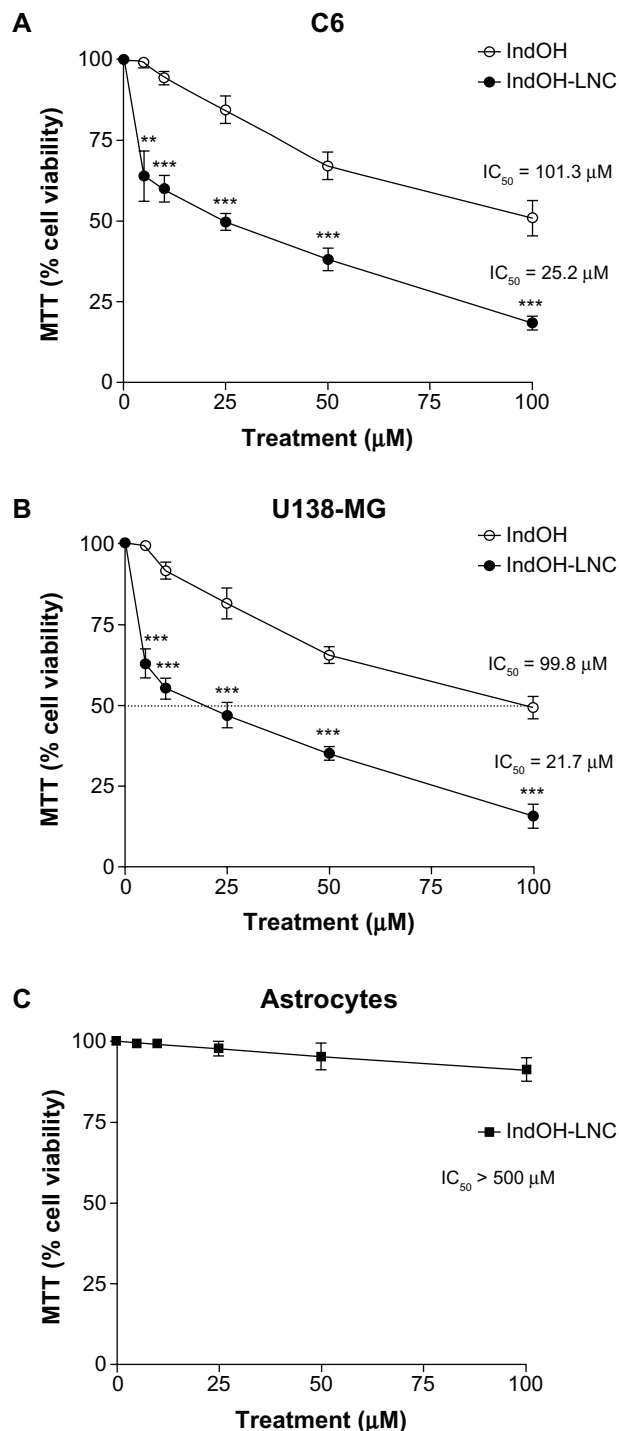 A
C6
IndOH
IndOH-LNC
MTT (% cell viability)
100
75
50
25
0
**
***
***
***
***
IC50 = 101.3 μM
IC50 = 25.2 μM
0 25 50 75 100
Treatment (μM)
B
U138-MG
IndOH
IndOH-LNC
MTT (% cell viability)
100
75
50
25
0
***
***
***
***
***
IC50 = 99.8 μM
IC50 = 21.7 μM
0 25 50 75 100
Treatment (μM)
C
Astrocytes
MTT (% cell viability)
100
75
50
25
0
IndOH-LNC
IC50 > 500 μM
0 25 50 75 100
Treatment (μM)